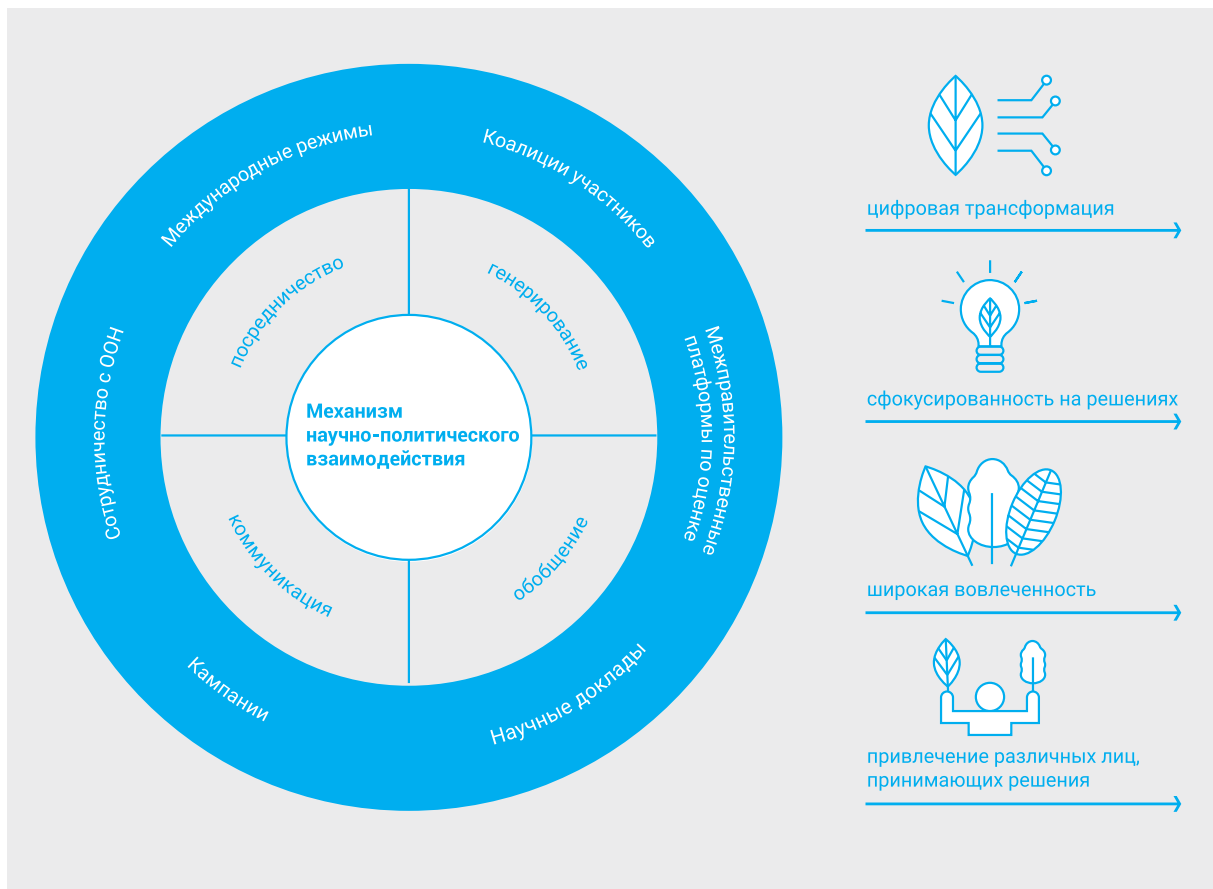 Международные режимы
Коалиции участников
посредничество
генерирование
Сотрудничество с ООН
Механизм
научно-политического
взаимодействия
Межправительственные
платформы по оценке
коммуникация
обобщение
Кампании
Научные доклады
цифровая трансформация
сфокусированность на решениях
широкая вовлеченность
привлечение различных лиц,
принимающих решения